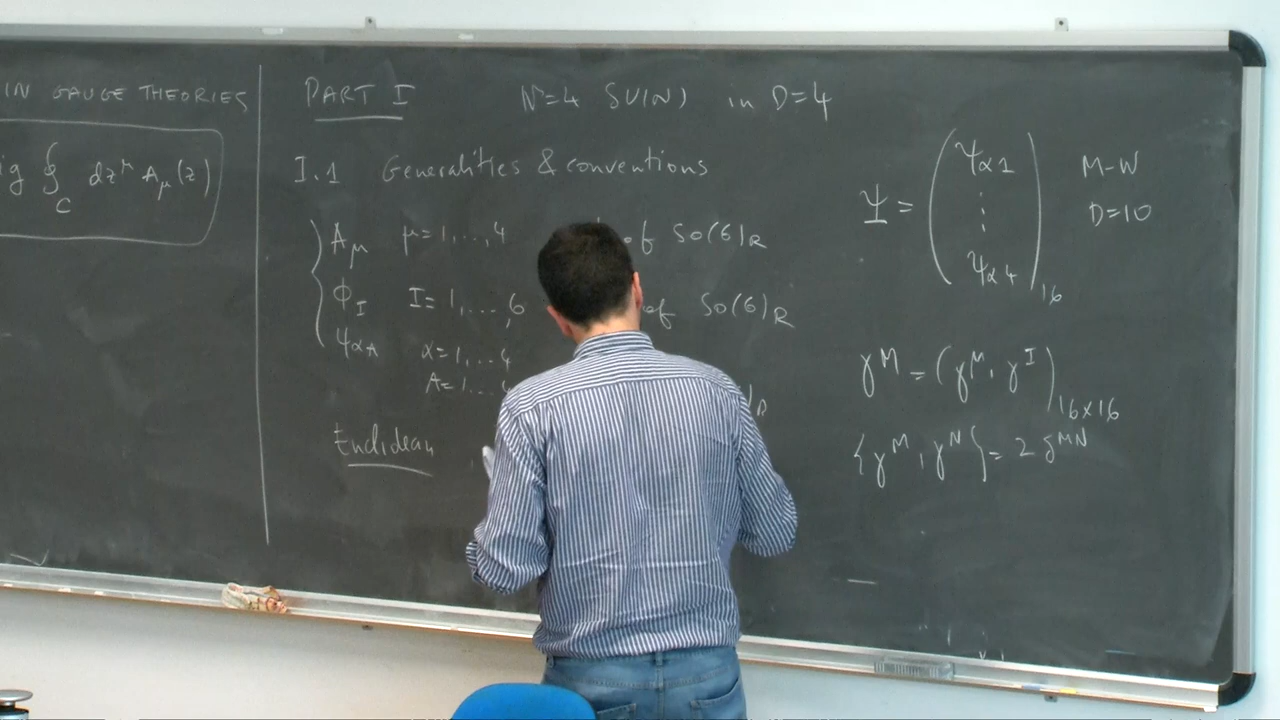 IN GAUGE THEORIES
ig ∮_C dz^μ A_μ(z)
PART I N=4 SU(N) in D=4
I.1 Generalities & conventions
A_μ μ=1,...,4 of SO(6)_R
ϕ_I I=1,...,6 of SO(6)_R
ψ_αA α=1,...4
A=1...4
Euclidean
Ψ = (ψ_α1 ⋮ ψ_α4)_16 M-W D=10
γ^M = (γ^μ, γ^I)_16×16
{γ^M, γ^N} = 2 δ^MN